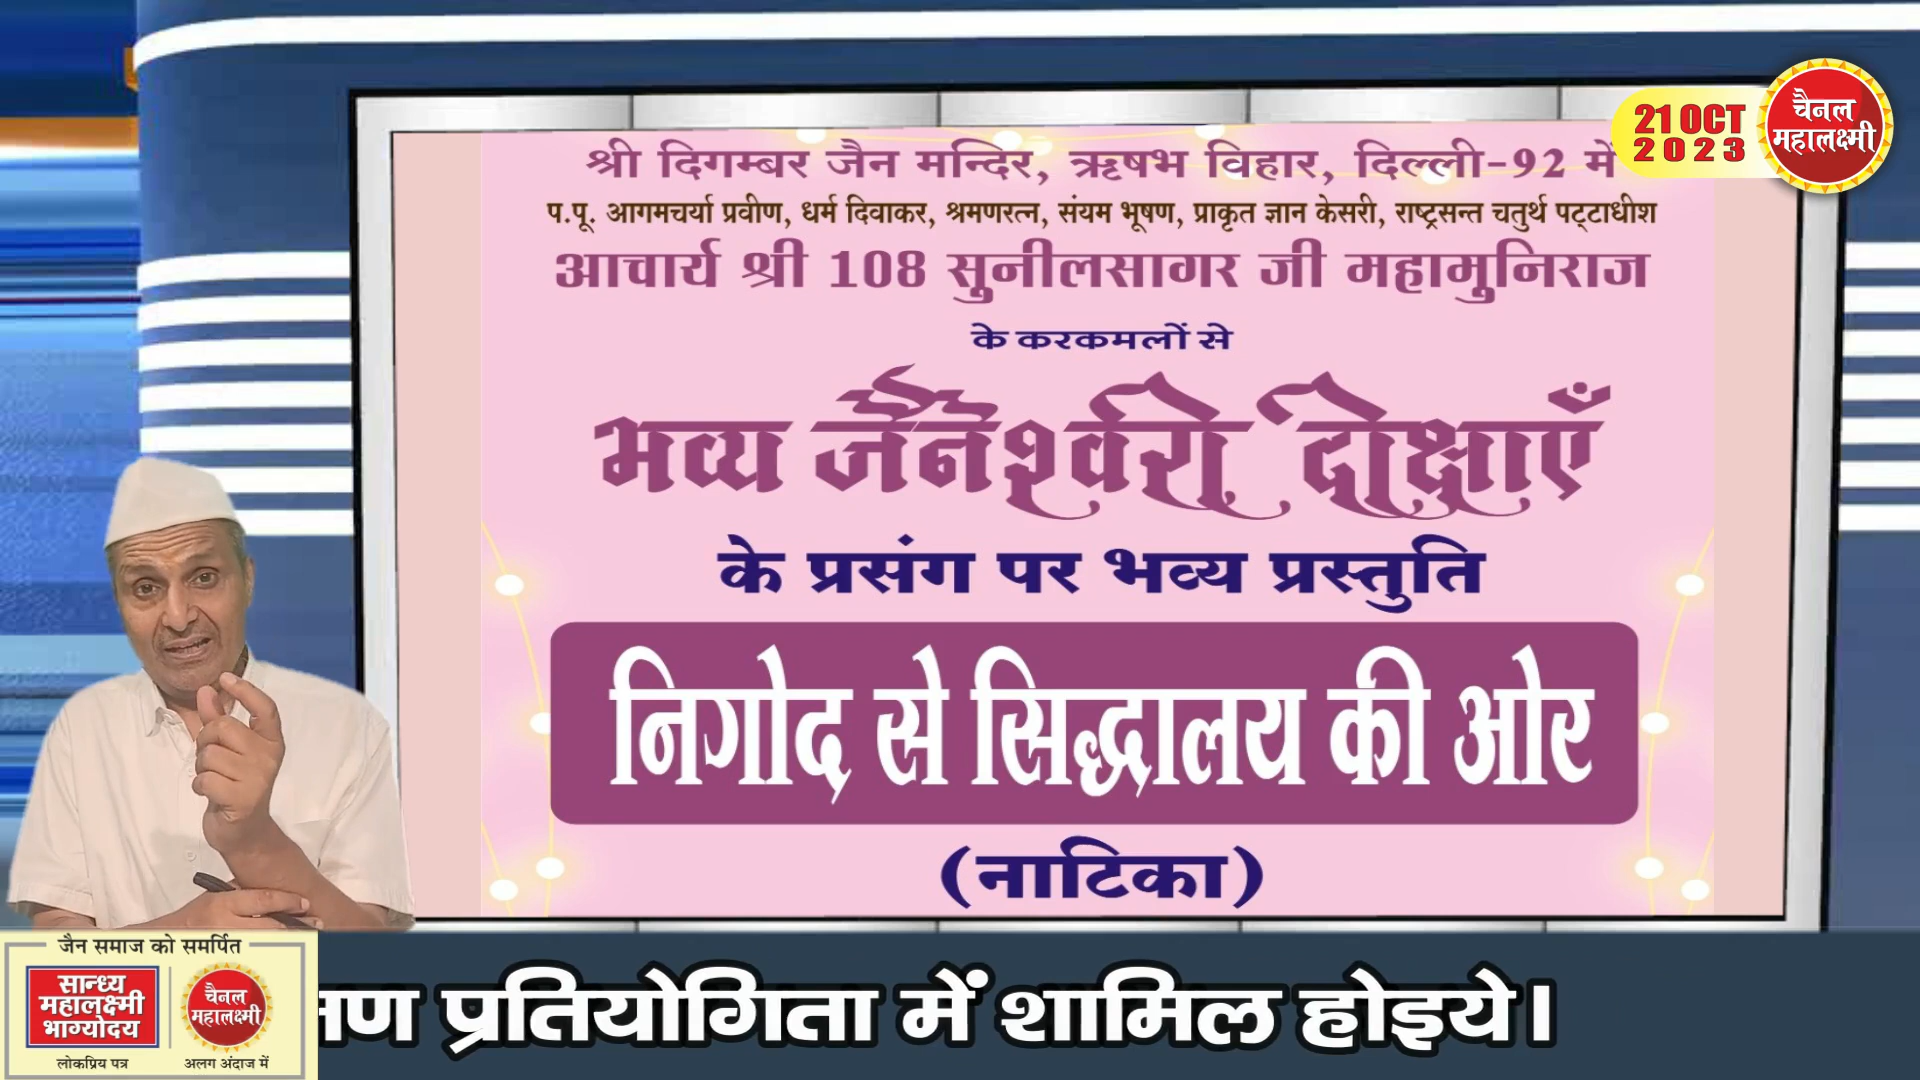 21 OCT
2023
चैनल
महालक्ष्मी
श्री दिगम्बर जैन मन्दिर, ऋषभ विहार, दिल्ली-92 में
प.पू. आगमचर्या प्रवीण, धर्म दिवाकर, श्रमणरत्न, संयम भूषण, प्राकृत ज्ञान केसरी, राष्ट्रसन्त चतुर्थ पट्टाधीश
आचार्य श्री 108 सुनीलसागर जी महामुनिराज
के करकमलों से
भव्य जैनेश्वरी दीक्षाएँ
के प्रसंग पर भव्य प्रस्तुति
निगोद से सिद्धालय की ओर
(नाटिका)
जैन समाज को समर्पित
सान्ध्य
महालक्ष्मी
भाग्योदय
लोकप्रिय पत्र
चैनल
महालक्ष्मी
अलग अंदाज में
प्रतियोगिता में शामिल होइये।